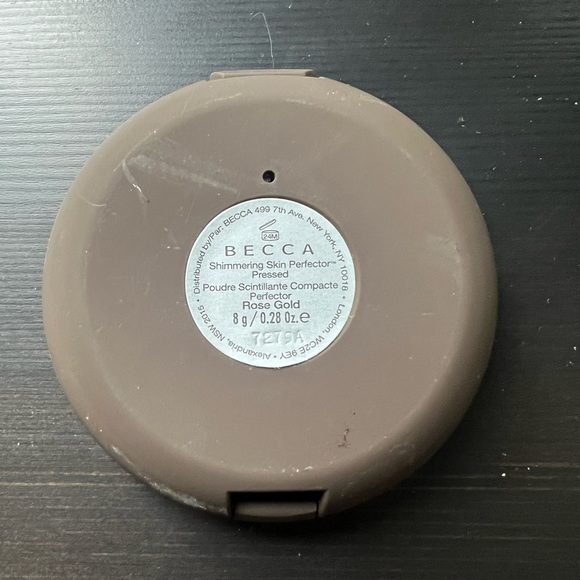 24M
BECCA
Shimmering Skin Perfector™
Pressed
Poudre Scintillante Compacte
Perfector
Rose Gold
8 g / 0.28 Oz. e
7279A
• Distributed by/Par: BECCA 499 7th Ave. New York, NY 10018 • London, WC2E 9EY • Alexandria, NSW 2015